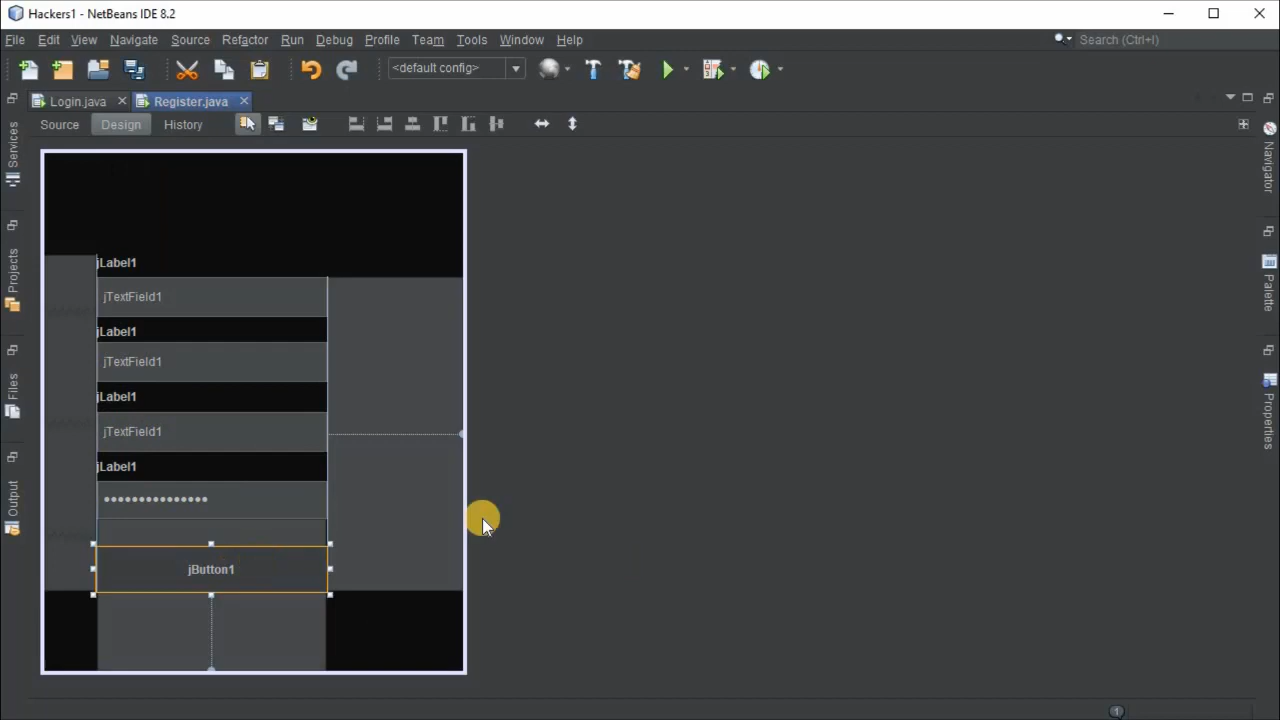 Hackers1 - NetBeans IDE 8.2
File Edit View Navigate Source Refactor Run Debug Profile Team Tools Window Help
Search (Ctrl+I)
<default config>
Login.java Register.java
Source Design History
Services
Projects
Files
Output
jLabel1
jTextField1
jLabel1
jTextField1
jLabel1
jTextField1
jLabel1
jButton1
Navigator
Palette
Properties
1